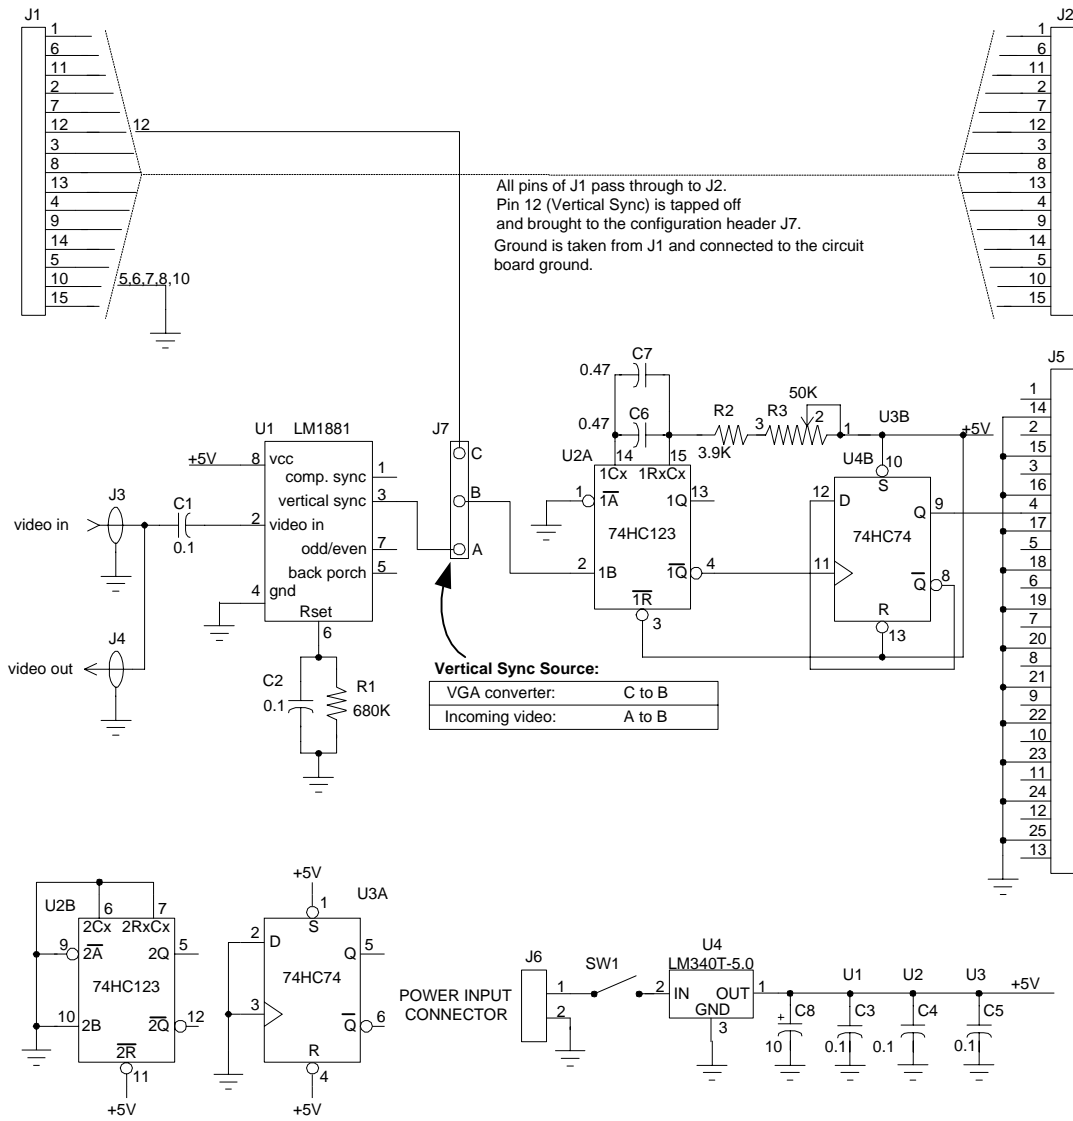 J1
1
6
11
2
7
12
3
8
13
4
9
14
5
10
15
12
5,6,7,8,10
All pins of J1 pass through to J2.
Pin 12 (Vertical Sync) is tapped off
and brought to the configuration header J7.
Ground is taken from J1 and connected to the circuit
board ground.
J2
1
6
11
2
7
12
3
8
13
4
9
14
5
10
15
video in
J3
C1
0.1
video out
J4
U1
LM1881
+5V
8
vcc
comp. sync
1
vertical sync
3
2
video in
odd/even
7
back porch
5
4
gnd
Rset
6
C2
0.1
R1
680K
J7
C
B
A
Vertical Sync Source:
VGA converter: C to B
Incoming video: A to B
C7
0.47
C6
0.47
R2
3.9K
3
R3
50K
2
1
U3B
+5V
U2A
14
15
1Cx
1RxCx
1
1A
1Q
13
74HC123
2
1B
1Q
4
1R
3
U4B
10
S
12
D
Q
9
74HC74
11
Q
8
R
13
J5
1
14
2
15
3
16
4
17
5
18
6
19
7
20
8
21
9
22
10
23
11
24
12
25
13
U2B
6
7
2Cx
2RxCx
9
2A
2Q
5
74HC123
10
2B
2Q
12
2R
11
+5V
+5V
1
U3A
S
2
D
Q
5
74HC74
3
Q
6
R
4
+5V
POWER INPUT
CONNECTOR
J6
1
2
SW1
U4
LM340T-5.0
2
IN
OUT
1
GND
3
+
C8
10
U1
C3
0.1
U2
C4
0.1
U3
C5
0.1
+5V